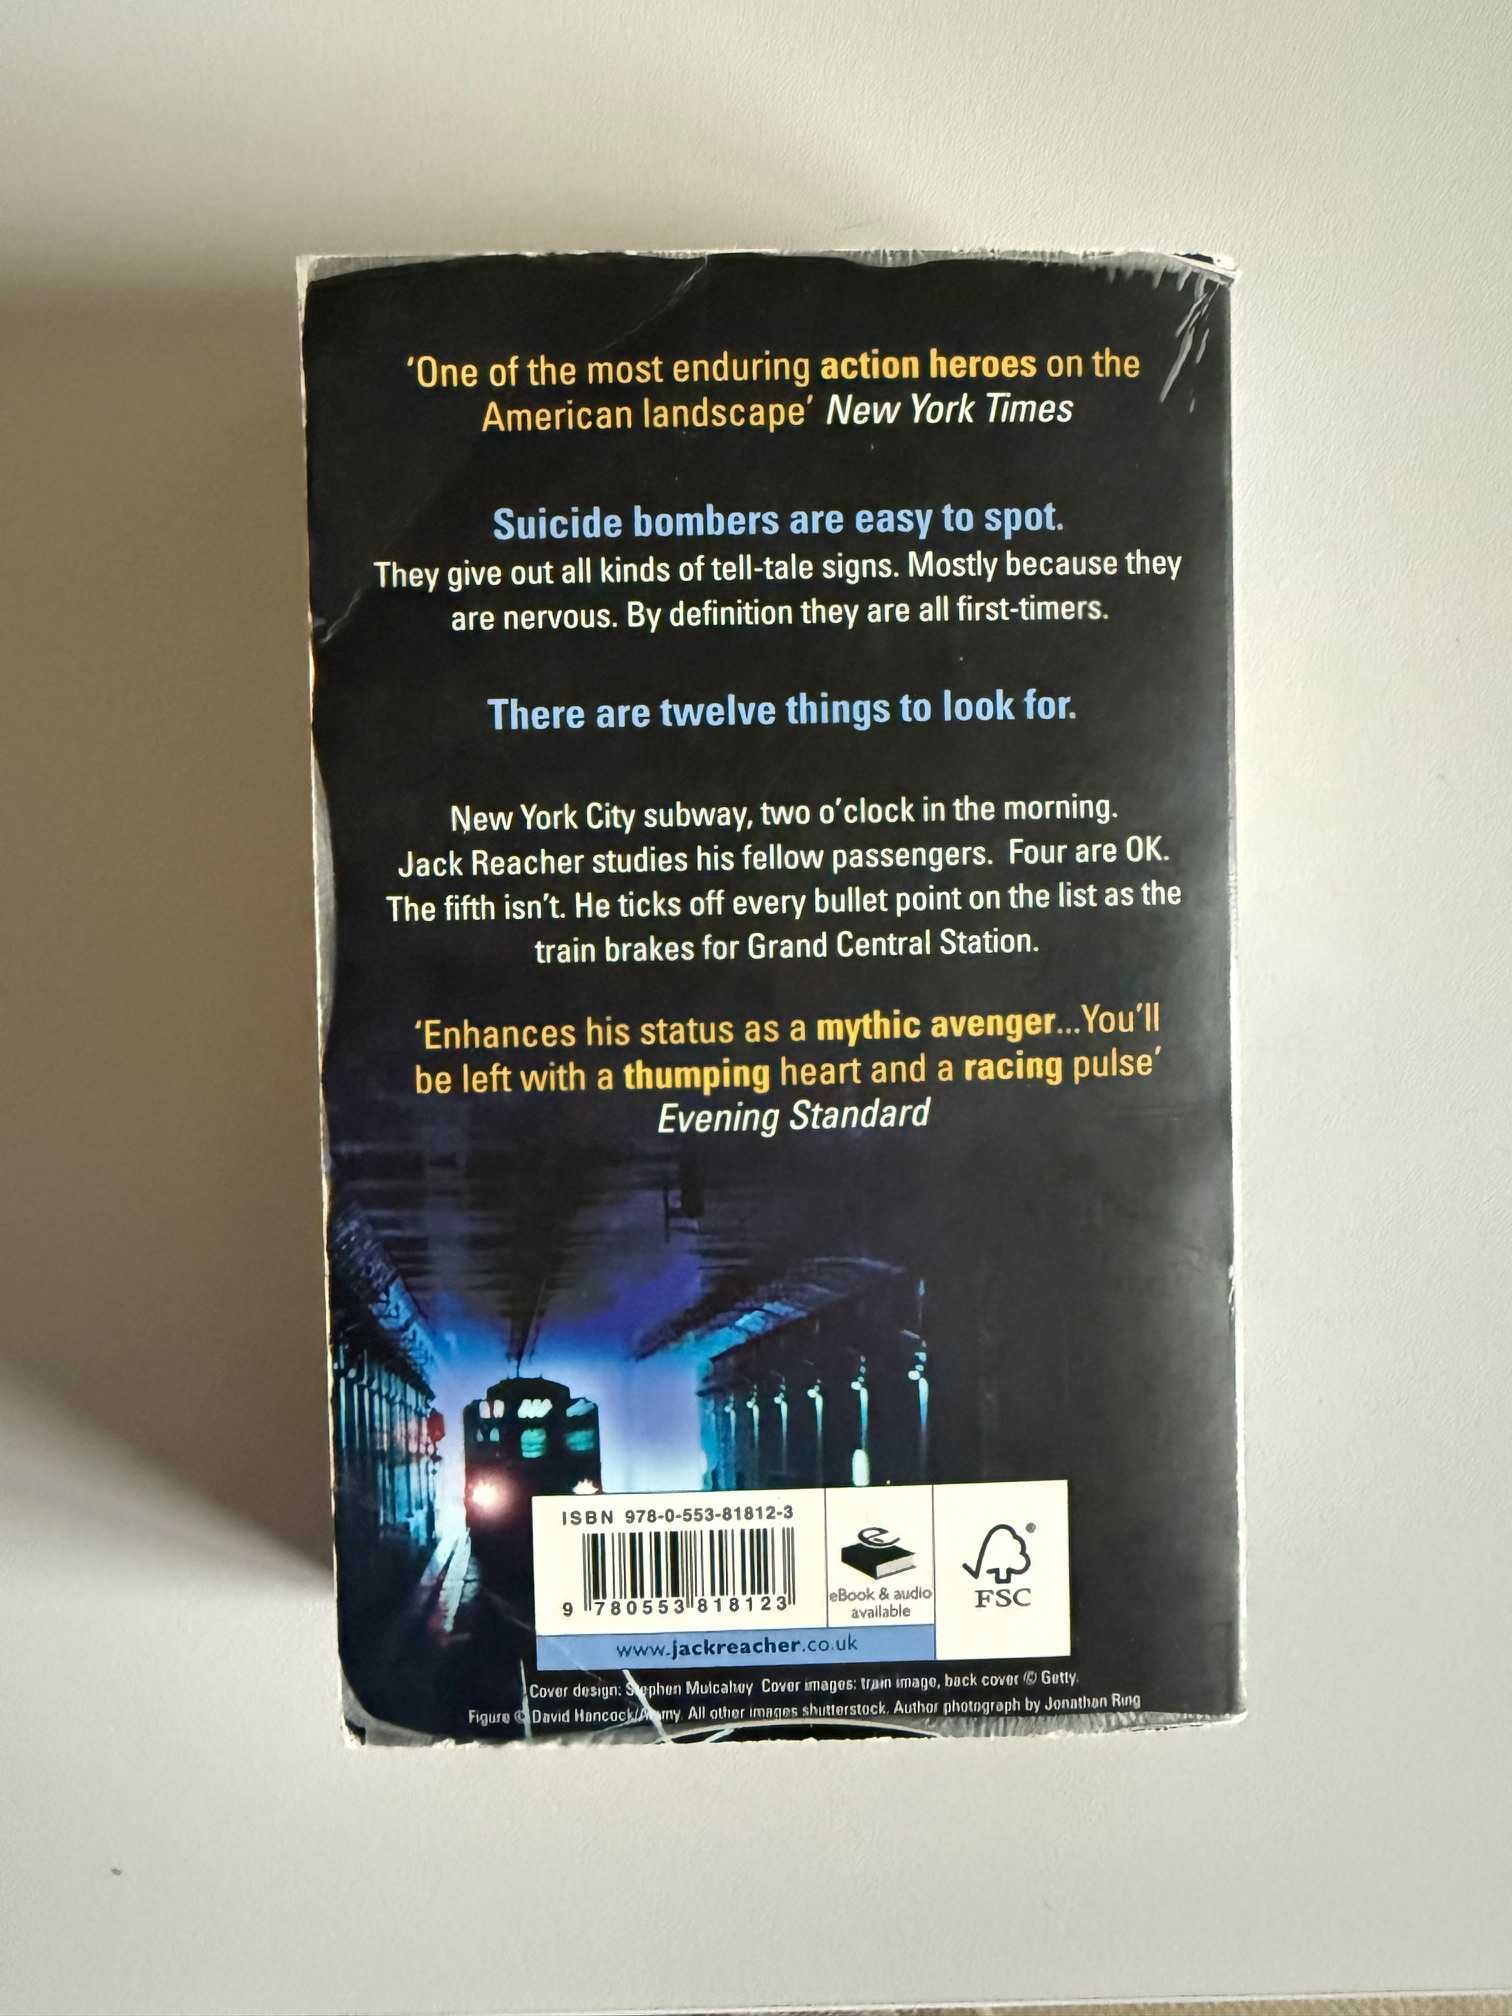 ‘One of the most enduring action heroes on the
American landscape’ New York Times
Suicide bombers are easy to spot.
They give out all kinds of tell-tale signs. Mostly because they
are nervous. By definition they are all first-timers.
There are twelve things to look for.
New York City subway, two o’clock in the morning.
Jack Reacher studies his fellow passengers. Four are OK.
The fifth isn’t. He ticks off every bullet point on the list as the
train brakes for Grand Central Station.
‘Enhances his status as a mythic avenger...You’ll
be left with a thumping heart and a racing pulse’
Evening Standard
ISBN 978-0-553-81812-3
9 780553 818123
eBook & audio
available
FSC
®
www.jackreacher.co.uk
Cover design: Stephen Mulcahey Cover images: train image, back cover © Getty.
Figure © David Hancock/Alamy. All other images shutterstock. Author photograph by Jonathan Ring